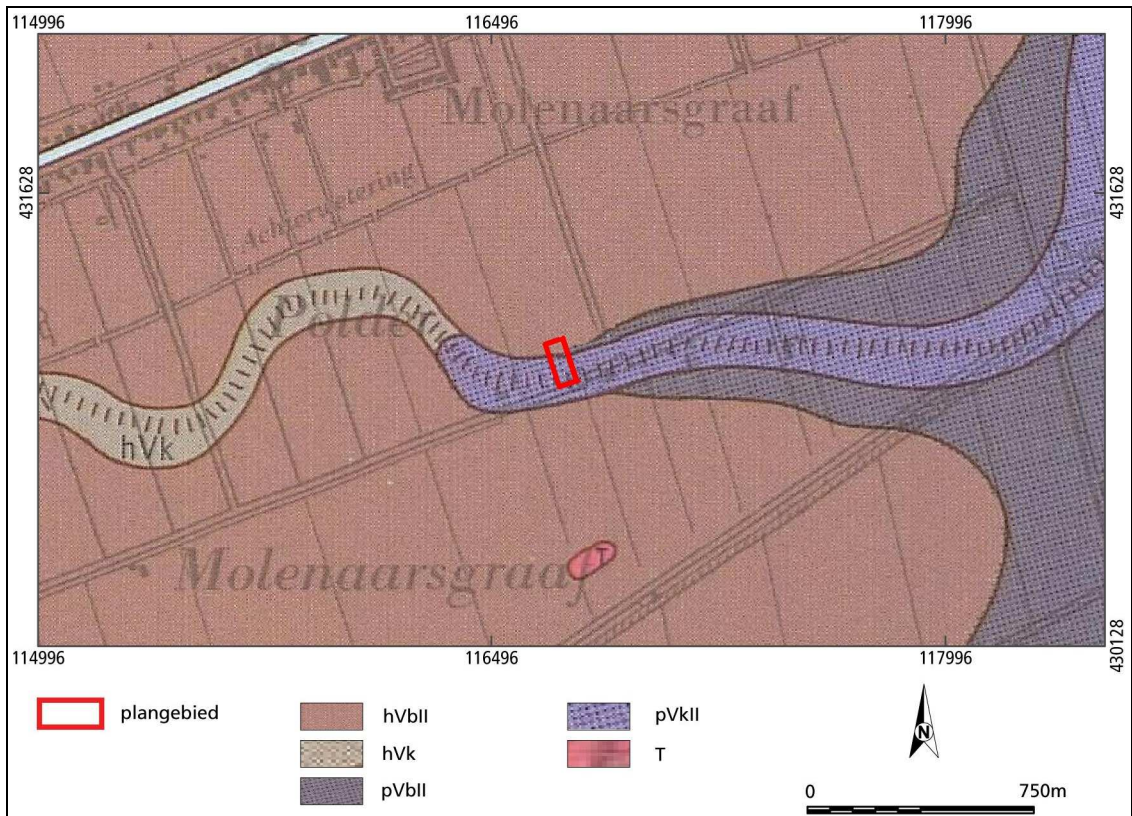 114996 116496 117996
Molenaarsgraaf
431628 431628
Achterwetering
Polder
hVk
T
Molenaarsgraaf
430128
114996 116496 117996
plangebied hVbII pVkII
hVk T
pVbII
N
0 750m